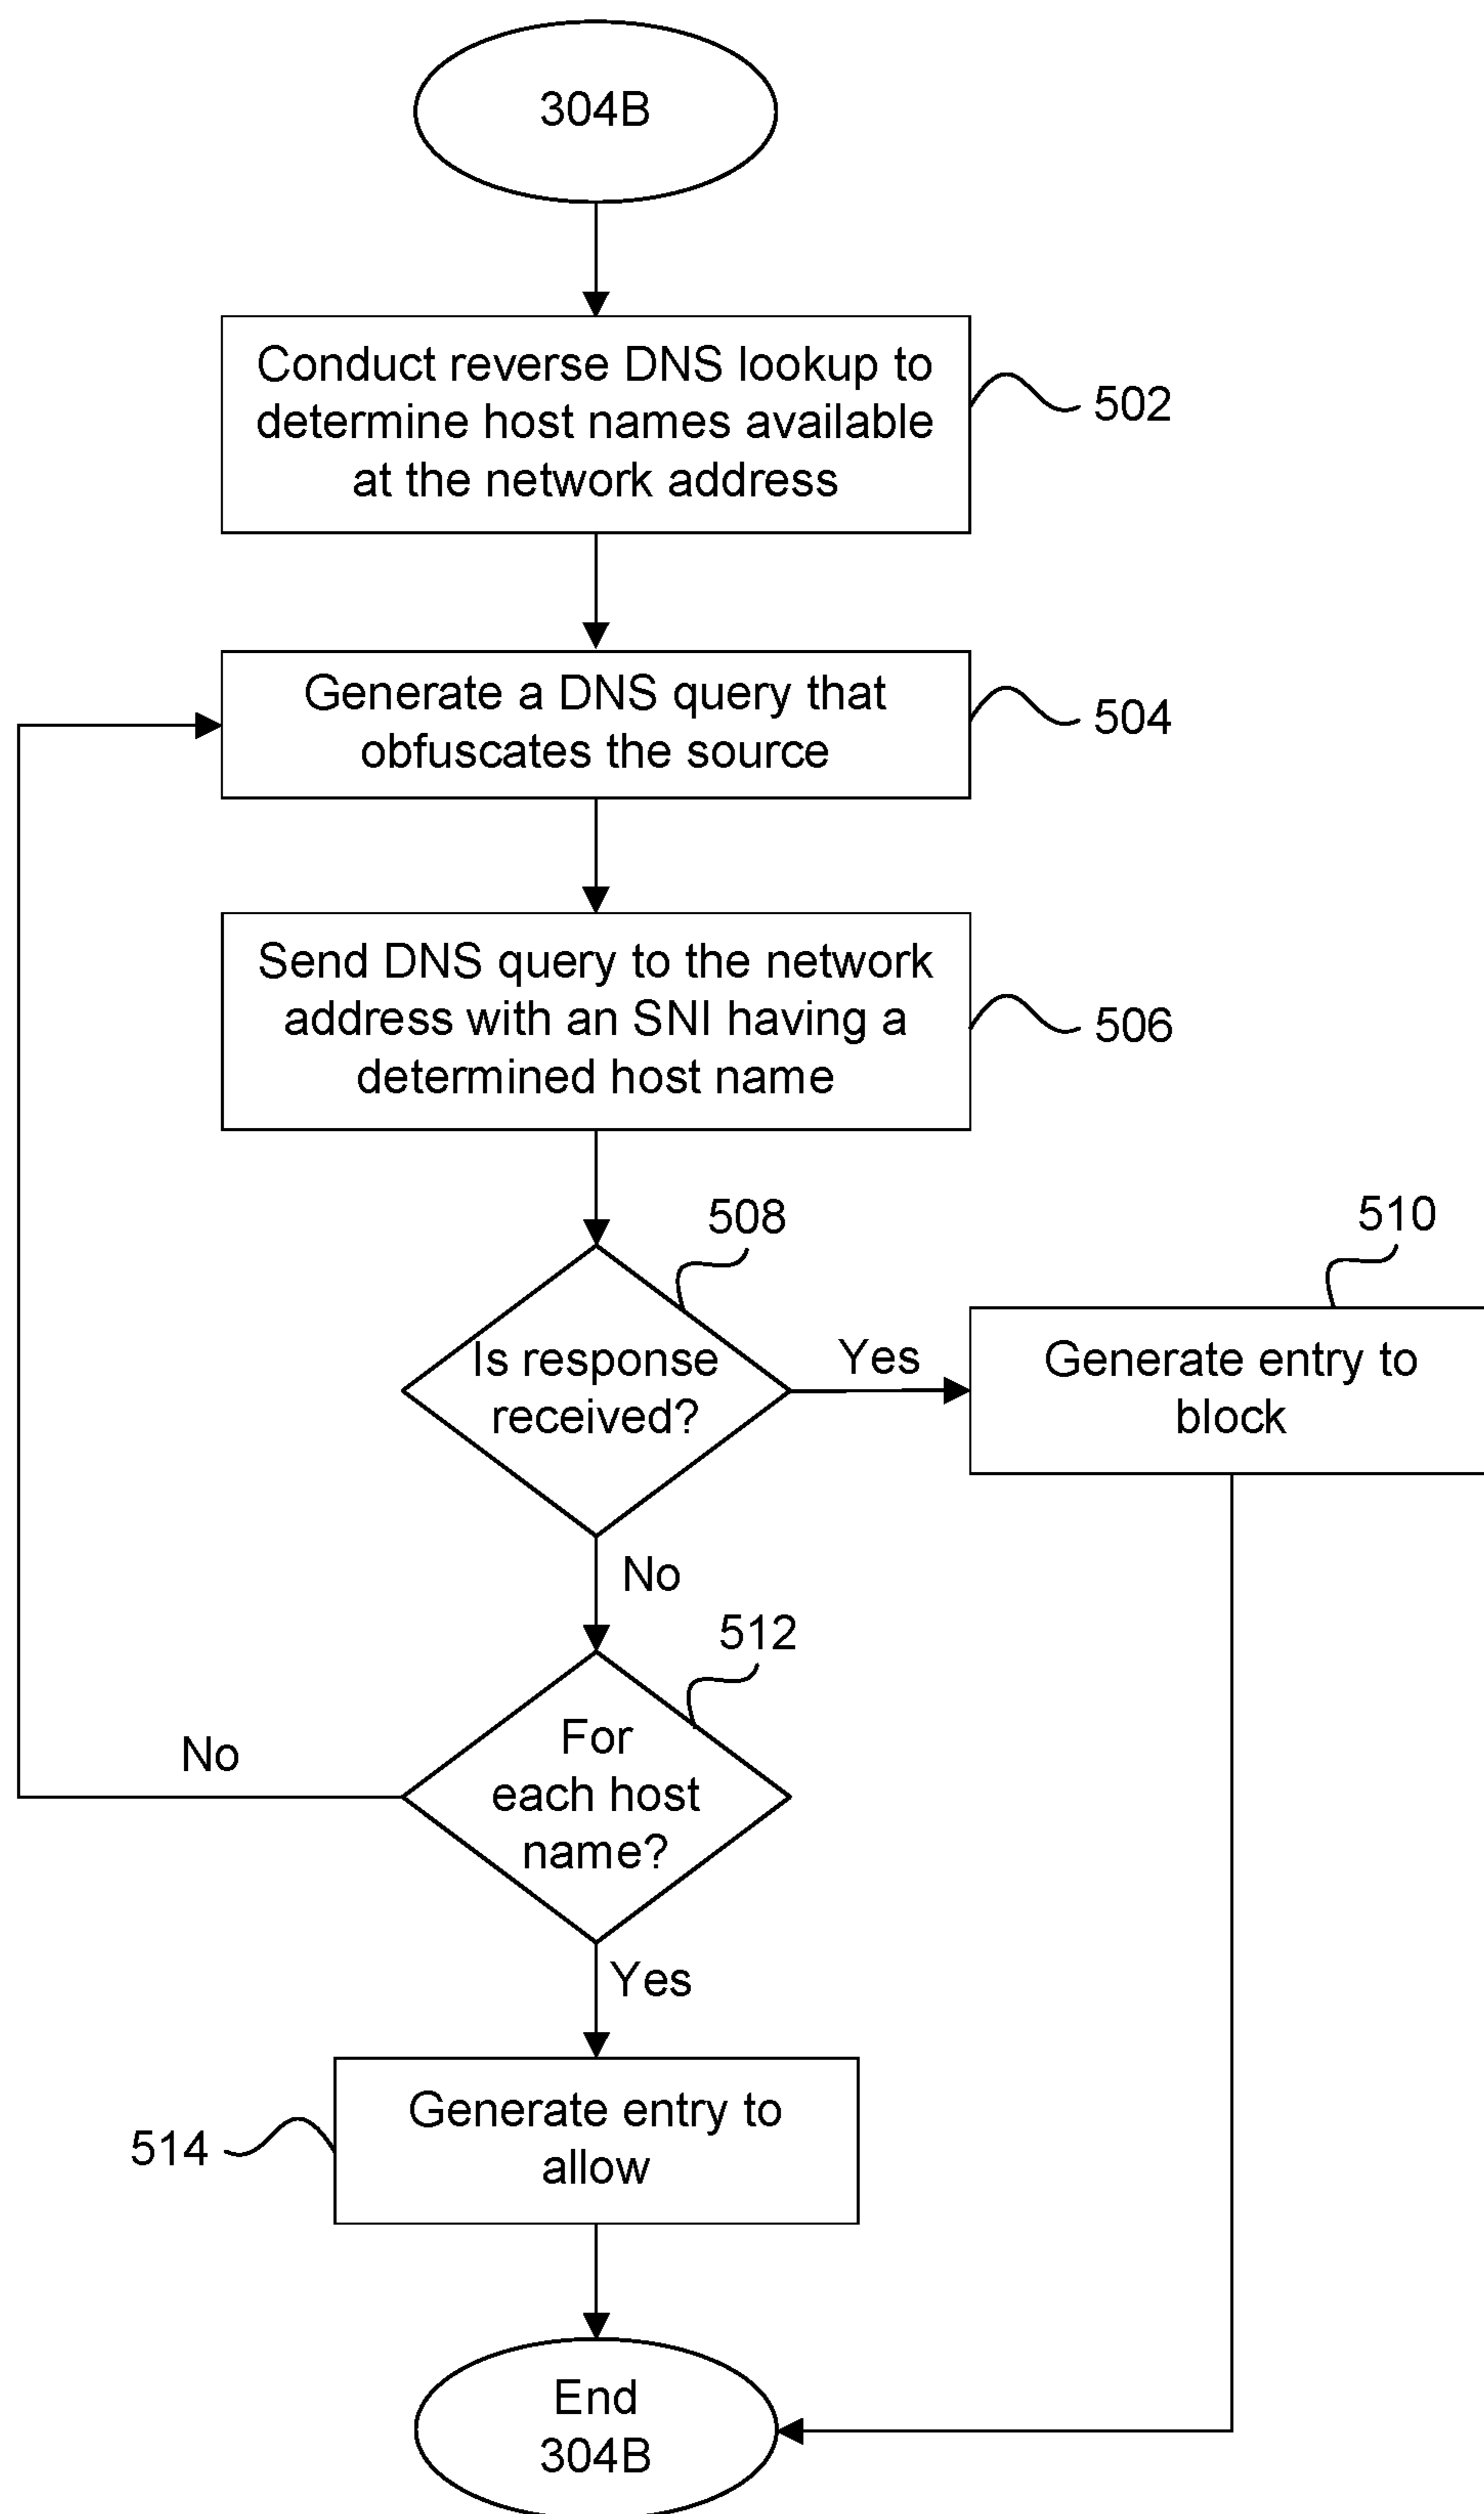 304B
Conduct reverse DNS lookup to
determine host names available
at the network address
502
Generate a DNS query that
obfuscates the source
504
Send DNS query to the network
address with an SNI having a
determined host name
506
508
Is response
received?
Yes
510
Generate entry to
block
No
512
For
each host
name?
No
Yes
514
Generate entry to
allow
End
304B